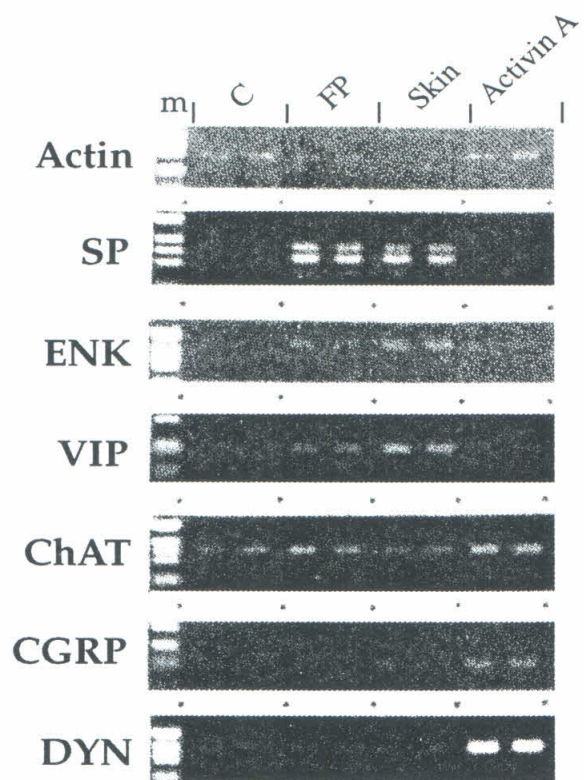 m C FP Skin Activin A
Actin
SP
ENK
VIP
ChAT
CGRP
DYN